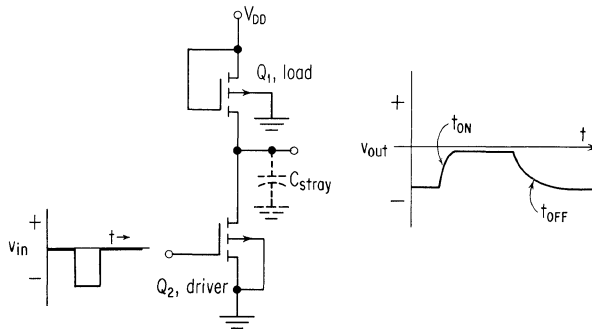 V_DD
Q_1, load
C_stray
Q_2, driver
+
v_in
t→
−
+
v_out
t
t_ON
−
t_OFF